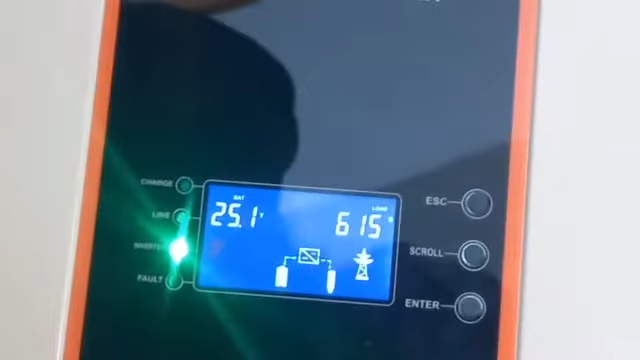 CHARGE
LINE
INVERTER
FAULT
BAT
25.1 V
LOAD
615
ESC
SCROLL
ENTER